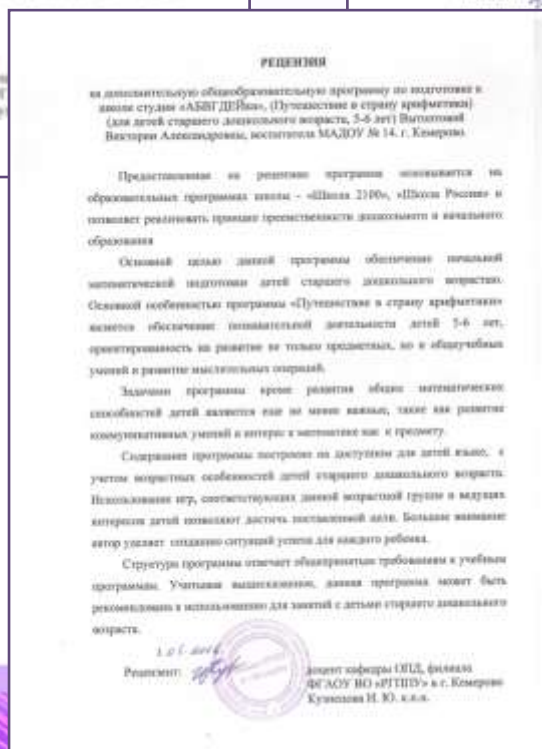 РЕЦЕНЗИЯ
на дополнительную общеобразовательную программу по подготовке к
школе студия «АБВГДЕЙка», (Путешествие в страну арифметики)
(для детей старшего дошкольного возраста, 5-6 лет)
Виктории Александровны, воспитателя МАДОУ № 14, г. Кемерово
Предоставленная на рецензию программа основывается на
образовательных программах школы – «Школа 2100», «Школа России» и
позволяет реализовать принцип преемственности дошкольного и начального
образования
Основной целью данной программы обеспечение начальной
математической подготовки детей старшего дошкольного возраста.
Основной особенностью программы «Путешествие в страну арифметики»
является обеспечение познавательной деятельности детей 5-6 лет,
ориентированность на развитие не только предметных, но и общеучебных
умений и развитие мыслительных операций.
Задачами программы кроме развития общих математических
способностей детей являются еще не менее важные, такие как развитие
коммуникативных умений и интерес к математике как к предмету.
Содержание программы построено на доступном для детей языке, с
учетом возрастных особенностей детей старшего дошкольного возраста.
Использование игр, соответствующих данной возрастной группе и ведущих
интересов детей позволяют достичь поставленной цели. Большое внимание
автор уделяет созданию ситуаций успеха для каждого ребенка.
Структура программы отвечает общепринятым требованиям к учебным
программам. Учитывая вышесказанное, данная программа может быть
рекомендована к использованию для занятий с детьми старшего дошкольного
возраста.
Рецензент:
доцент кафедры ОПД, филиала
ФГАОУ ВО «РГППУ» в г. Кемерово
Кузнецова Н. Ю. к.п.н.